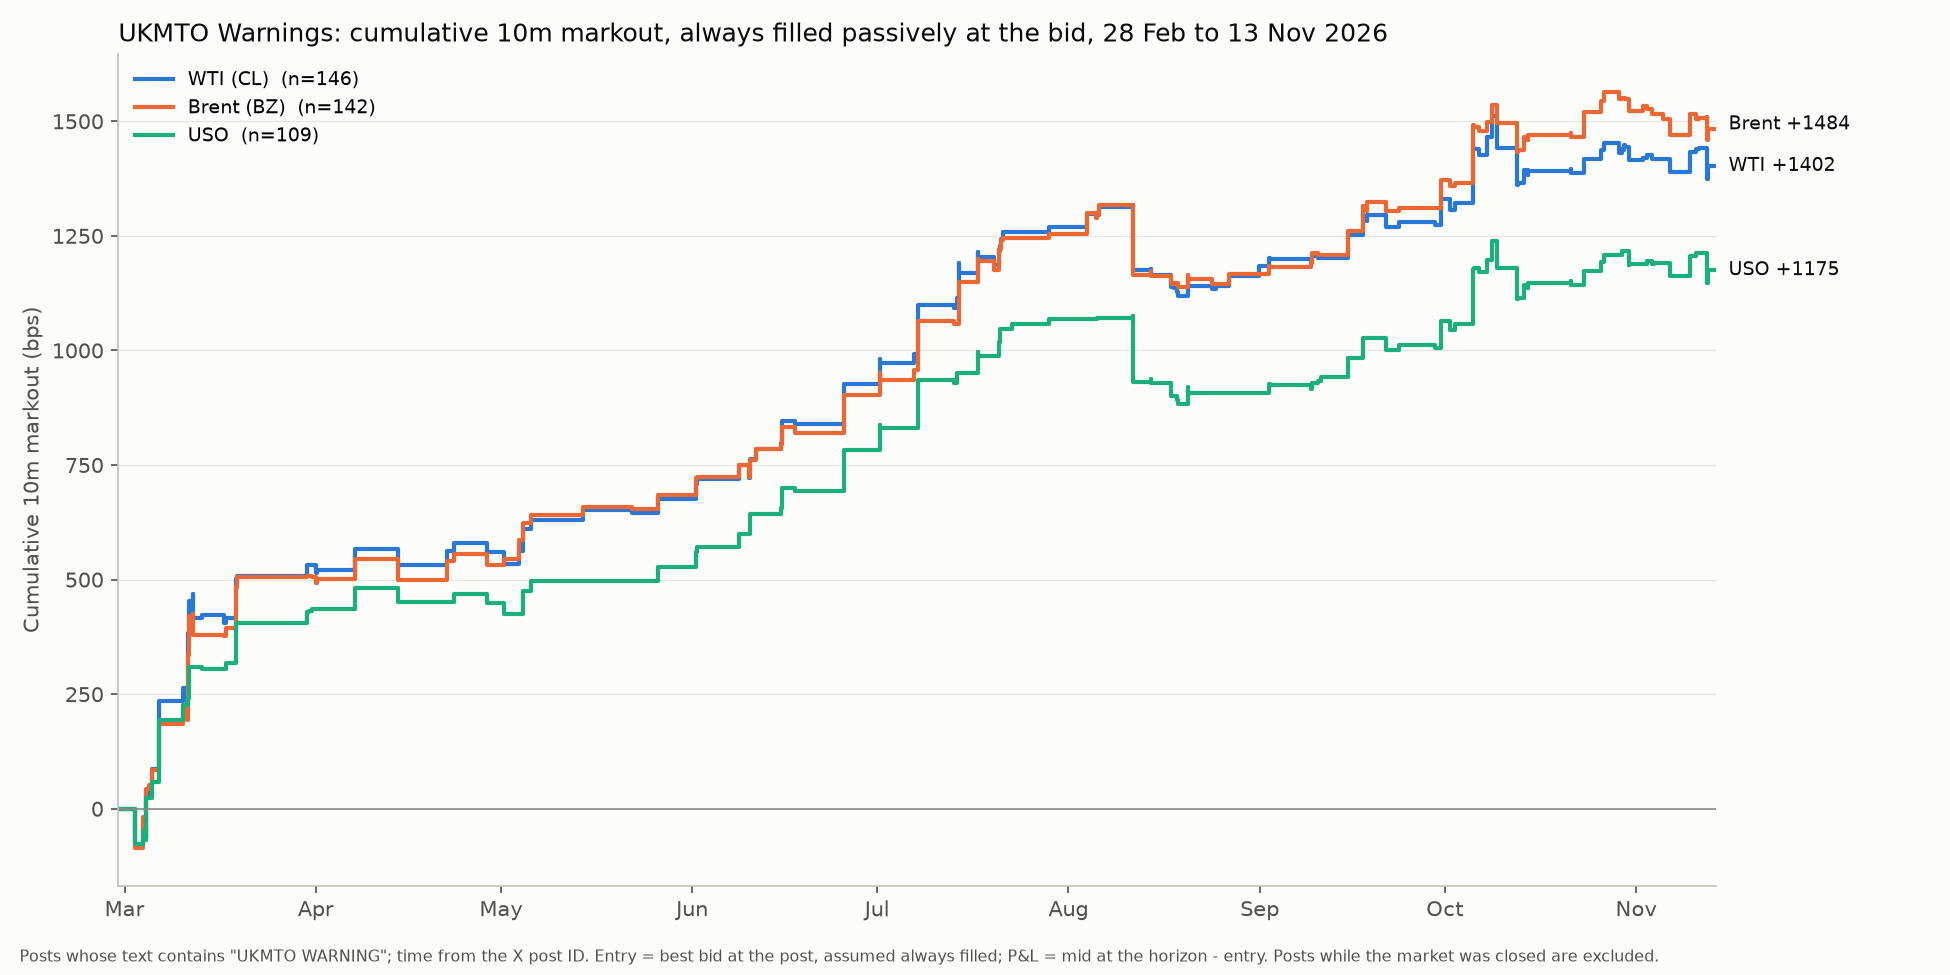 UKMTO Warnings: cumulative 10m markout, always filled passively at the bid, 28 Feb to 13 Nov 2026
WTI (CL)  (n=146)
Brent (BZ)  (n=142)
USO  (n=109)
Cumulative 10m markout (bps)
1500
1250
1000
750
500
250
0
Brent +1484
WTI +1402
USO +1175
Mar Apr May Jun Jul Aug Sep Oct Nov
Posts whose text contains "UKMTO WARNING"; time from the X post ID. Entry = best bid at the post, assumed always filled; P&L = mid at the horizon - entry. Posts while the market was closed are excluded.